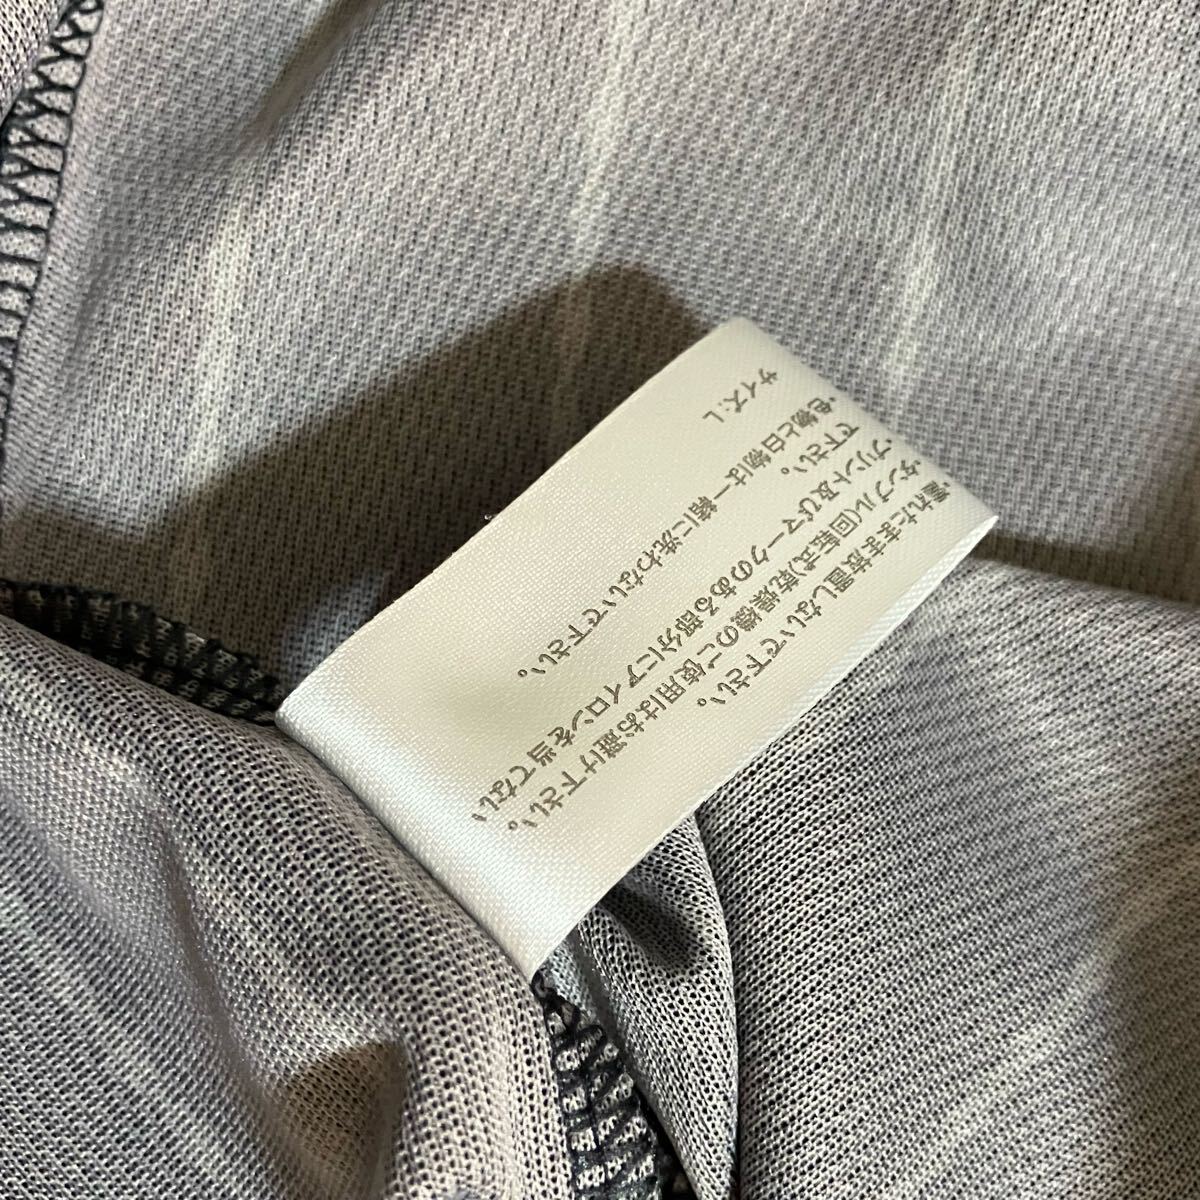 ・濡れたまま放置しないで下さい。
・タンブル(回転式)乾燥機のご使用はお避け下さい。
・プリント及びマークのある部分にアイロンを当てない
で下さい。
・色物と白物は一緒に洗わないで下さい。
サイズ: L